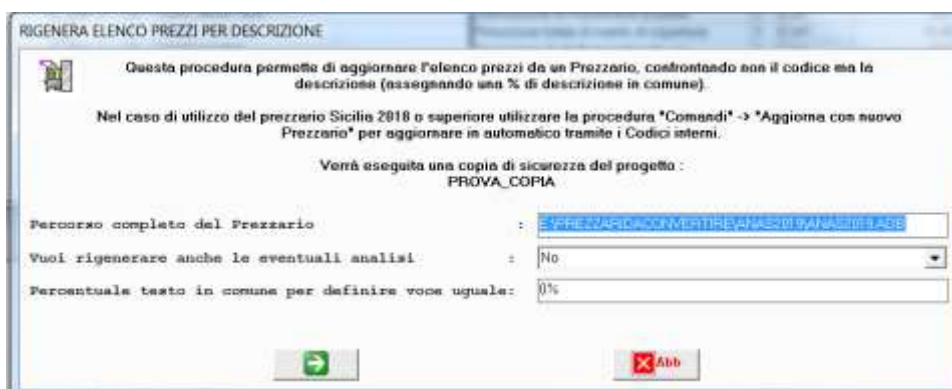 RIGENERA ELENCO PREZZI PER DESCRIZIONE
Questa procedura permette di aggiornare l'elenco prezzi da un Prezzario, confrontando non il codice ma la
descrizione (assegnando una % di descrizione in comune).
Nel caso di utilizzo del prezzario Sicilia 2018 o superiore utilizzare la procedura "Comandi" -> "Aggiorna con nuovo
Prezzario" per aggiornare in automatico tramite i Codici interni.
Verrà eseguita una copia di sicurezza del progetto :
PROVA_COPIA
Percorso completo del Prezzario : E:\PREZZARIDACONVERTIRE\ANAS2019\ANAS2019.ADB
Vuoi rigenerare anche le eventuali analisi : No
Percentuale testo in comune per definire voce uguale: 0%
Abb